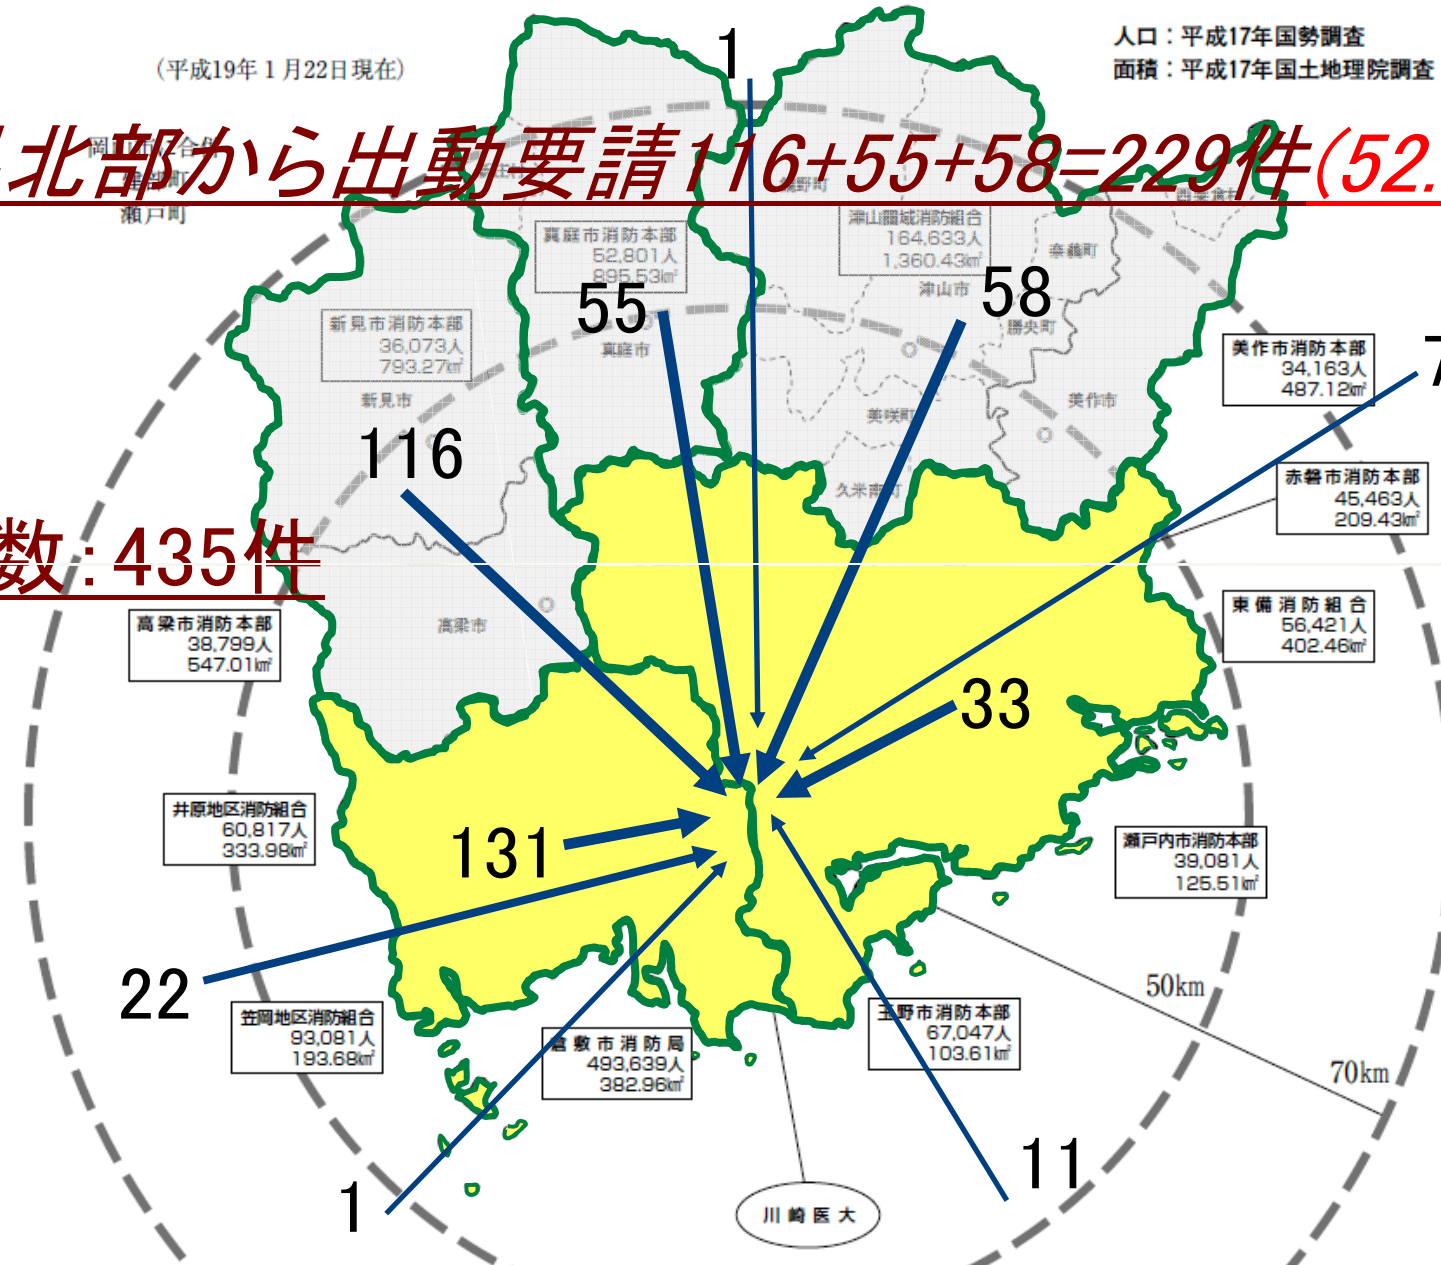 (平成19年1月22日現在)
人口：平成17年国勢調査
面積：平成17年国土地理院調査
1
北部から出動要請116+55+58=229件(52.
瀬戸町
真庭市消防本部
52,801人
895.53㎢
津山圏域消防組合
164,633人
1,360.43㎢
奈義町
津山市
勝央町
55
58
真庭市
新見市消防本部
36,073人
793.27㎢
新見市
美作市消防本部
34,163人
487.12㎢
7
美咲町
美作市
116
久米南町
赤磐市消防本部
45,463人
209.43㎢
数：435件
高梁市消防本部
38,799人
547.01㎢
高梁市
東備消防組合
56,421人
402.46㎢
33
井原地区消防組合
60,817人
333.98㎢
131
瀬戸内市消防本部
39,081人
125.51㎢
22
笠岡地区消防組合
93,081人
193.68㎢
倉敷市消防局
493,639人
382.96㎢
玉野市消防本部
67,047人
103.61㎢
50km
70km
1
11
川崎医大